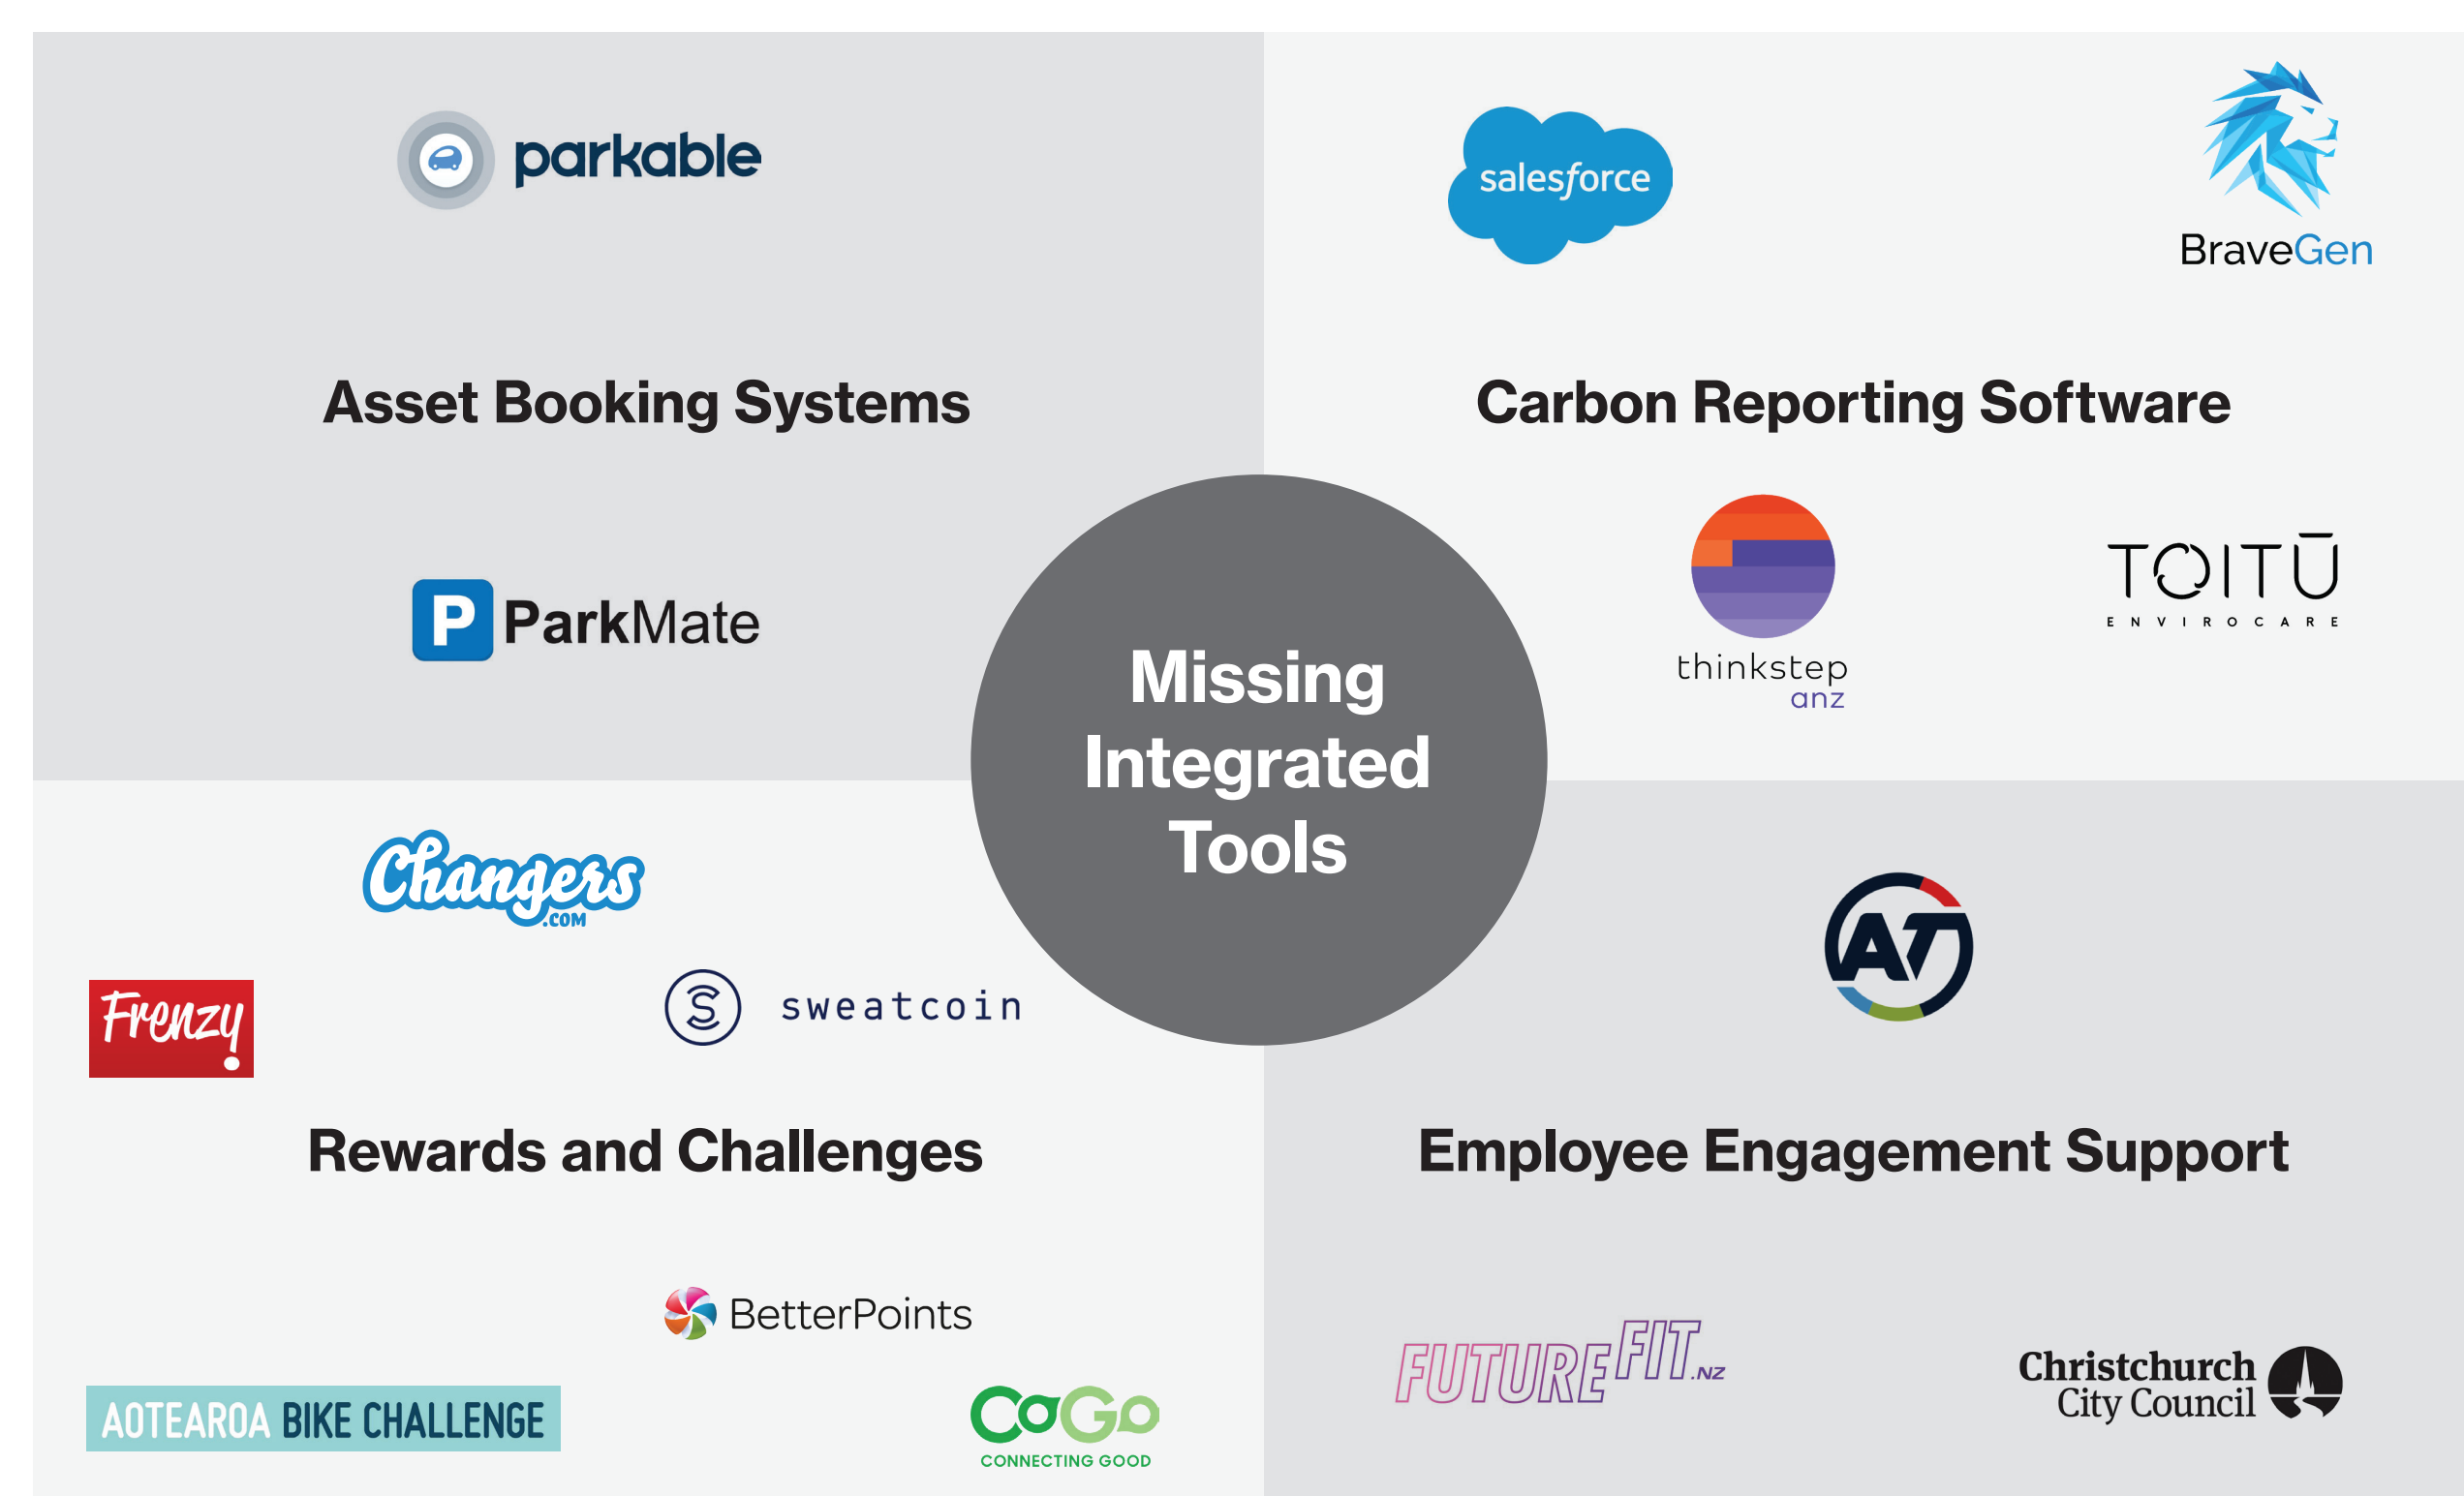 parkable
Asset Booking Systems
P ParkMate
salesforce
BraveGen
Carbon Reporting Software
thinkstep
anz
TOITŪ
ENVIROCARE
Missing
Integrated
Tools
Changers
.COM
Frenzy
sweatcoin
Rewards and Challenges
BetterPoints
AOTEAROA BIKE CHALLENGE
CoGo
CONNECTING GOOD
AT
Employee Engagement Support
FUTUREFIT.NZ
Christchurch
City Council